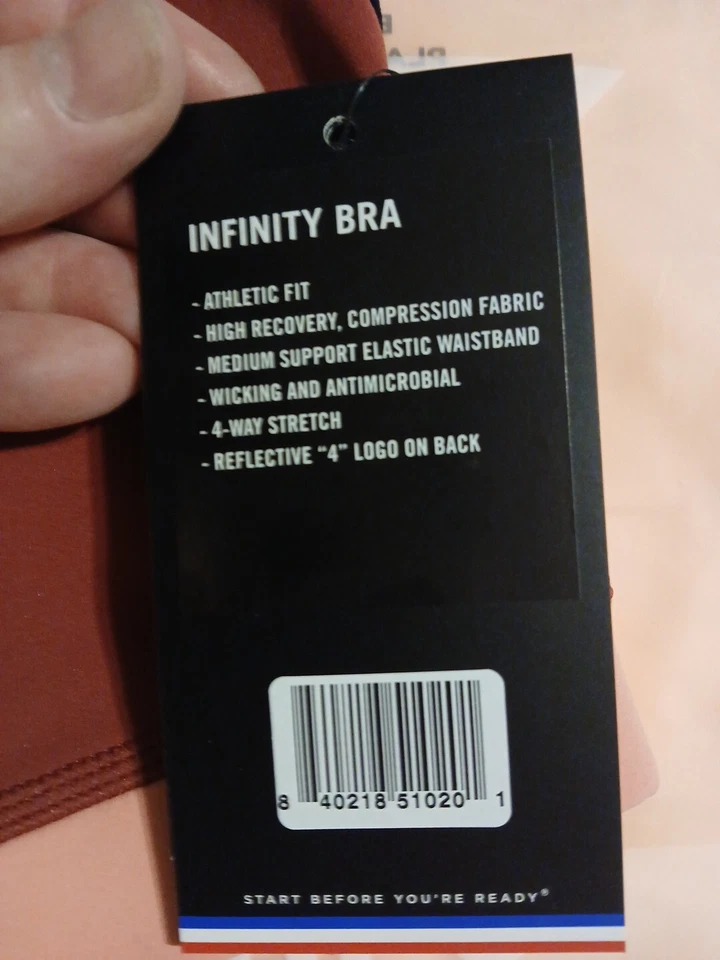 INFINITY BRA
- ATHLETIC FIT
- HIGH RECOVERY, COMPRESSION FABRIC
- MEDIUM SUPPORT ELASTIC WAISTBAND
- WICKING AND ANTIMICROBIAL
- 4-WAY STRETCH
- REFLECTIVE “4” LOGO ON BACK
8 40218 51020 1
START BEFORE YOU'RE READY®